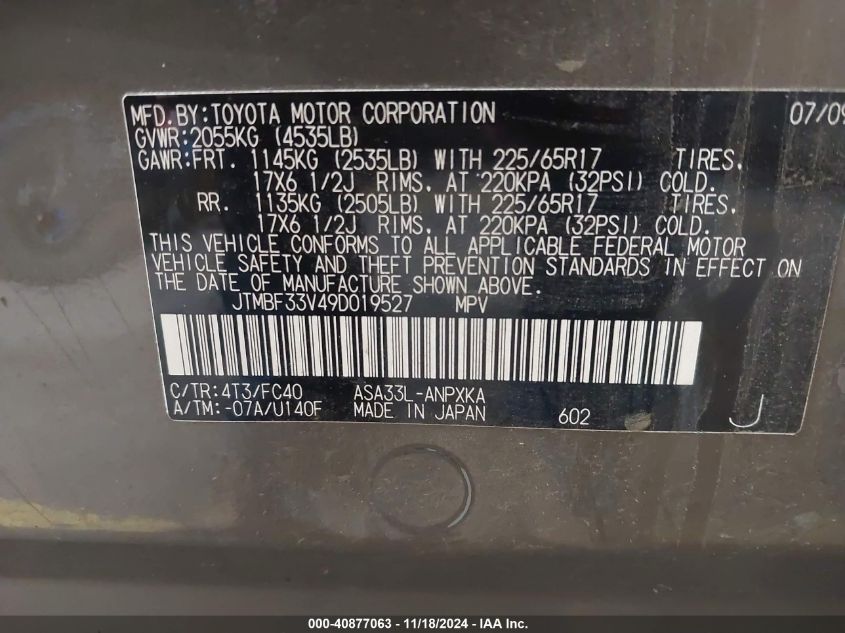 MFD. BY: TOYOTA MOTOR CORPORATION 07/09
GVWR: 2055KG (4535LB)
GAWR: FRT. 1145KG (2535LB) WITH 225/65R17 TIRES,
17X6 1/2J RIMS, AT 220KPA (32PSI) COLD.
RR. 1135KG (2505LB) WITH 225/65R17 TIRES,
17X6 1/2J RIMS, AT 220KPA (32PSI) COLD.
THIS VEHICLE CONFORMS TO ALL APPLICABLE FEDERAL MOTOR
VEHICLE SAFETY AND THEFT PREVENTION STANDARDS IN EFFECT ON
THE DATE OF MANUFACTURE SHOWN ABOVE.
JTMBF33V49D019527 MPV
C/TR: 4T3/FC40 ASA33L-ANPXKA
A/TM: -07A/U140F MADE IN JAPAN 602 J
000-40877063 - 11/18/2024 - IAA Inc.